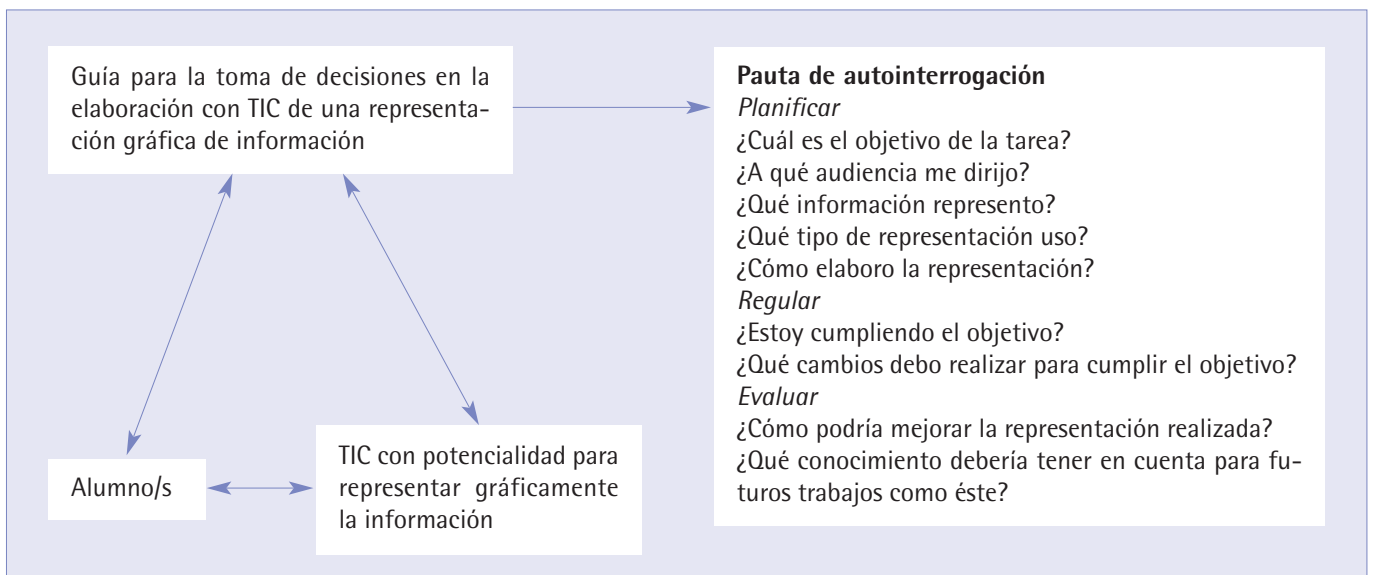 Guía para la toma de decisiones en la
elaboración con TIC de una representa-
ción gráfica de información
Pauta de autointerrogación
Planificar
¿Cuál es el objetivo de la tarea?
¿A qué audiencia me dirijo?
¿Qué información represento?
¿Qué tipo de representación uso?
¿Cómo elaboro la representación?
Regular
¿Estoy cumpliendo el objetivo?
¿Qué cambios debo realizar para cumplir el objetivo?
Evaluar
¿Cómo podría mejorar la representación realizada?
¿Qué conocimiento debería tener en cuenta para fu-
turos trabajos como éste?
Alumno/s
TIC con potencialidad para
representar gráficamente
la información